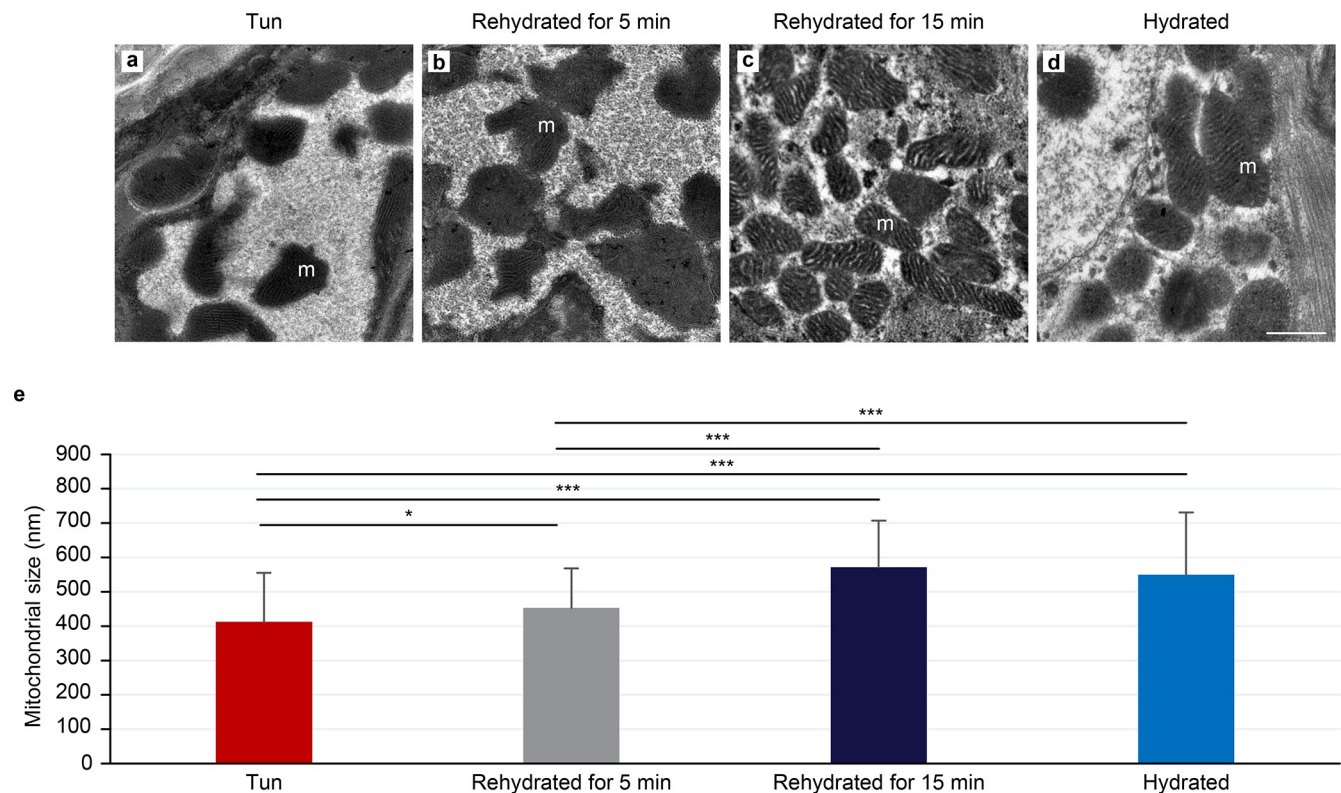 Tun
Rehydrated for 5 min
Rehydrated for 15 min
Hydrated
a
b
c
d
m
m
m
m
e
***
***
***
***
*
900
800
700
600
500
400
300
200
100
0
Mitochondrial size (nm)
Tun
Rehydrated for 5 min
Rehydrated for 15 min
Hydrated